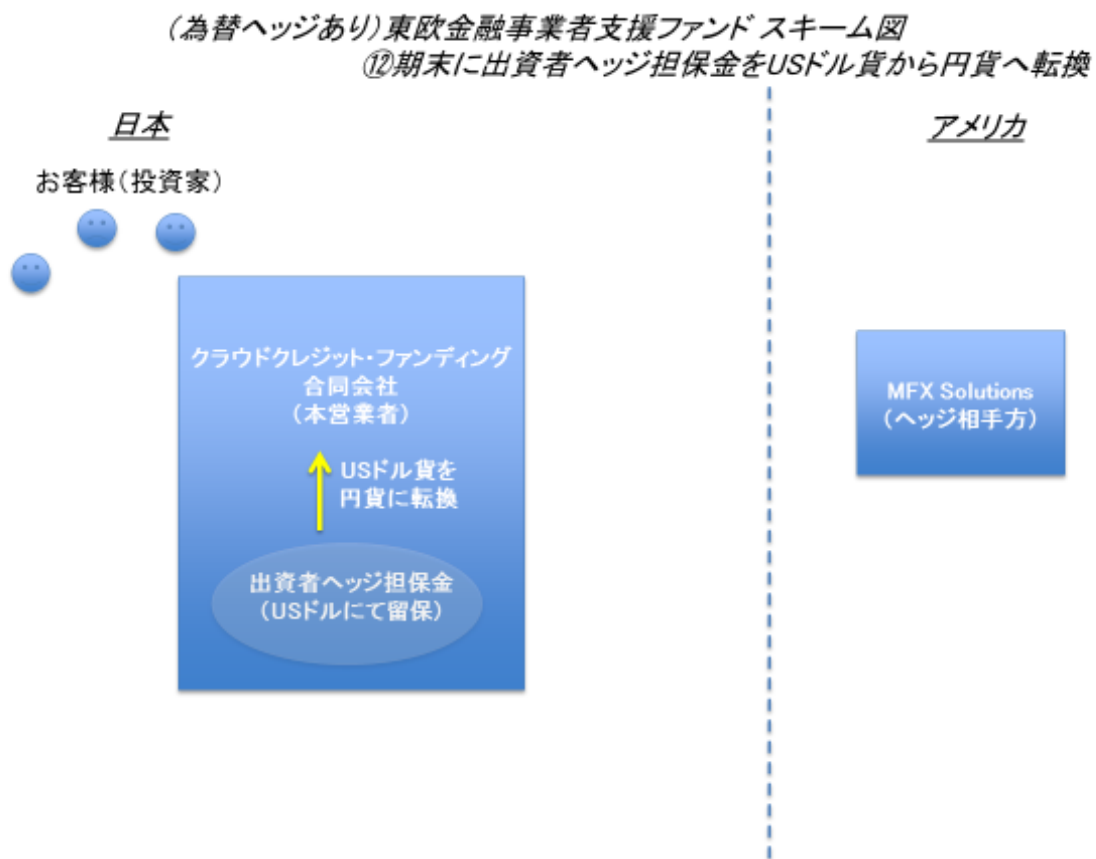 （為替ヘッジあり）東欧金融事業者支援ファンド スキーム図
⑫期末に出資者ヘッジ担保金をUSドル貨から円貨へ転換
日本
アメリカ
お客様（投資家）
クラウドクレジット・ファンディング
合同会社
（本営業者）
USドル貨を
円貨に転換
出資者ヘッジ担保金
（USドルにて留保）
MFX Solutions
（ヘッジ相手方）